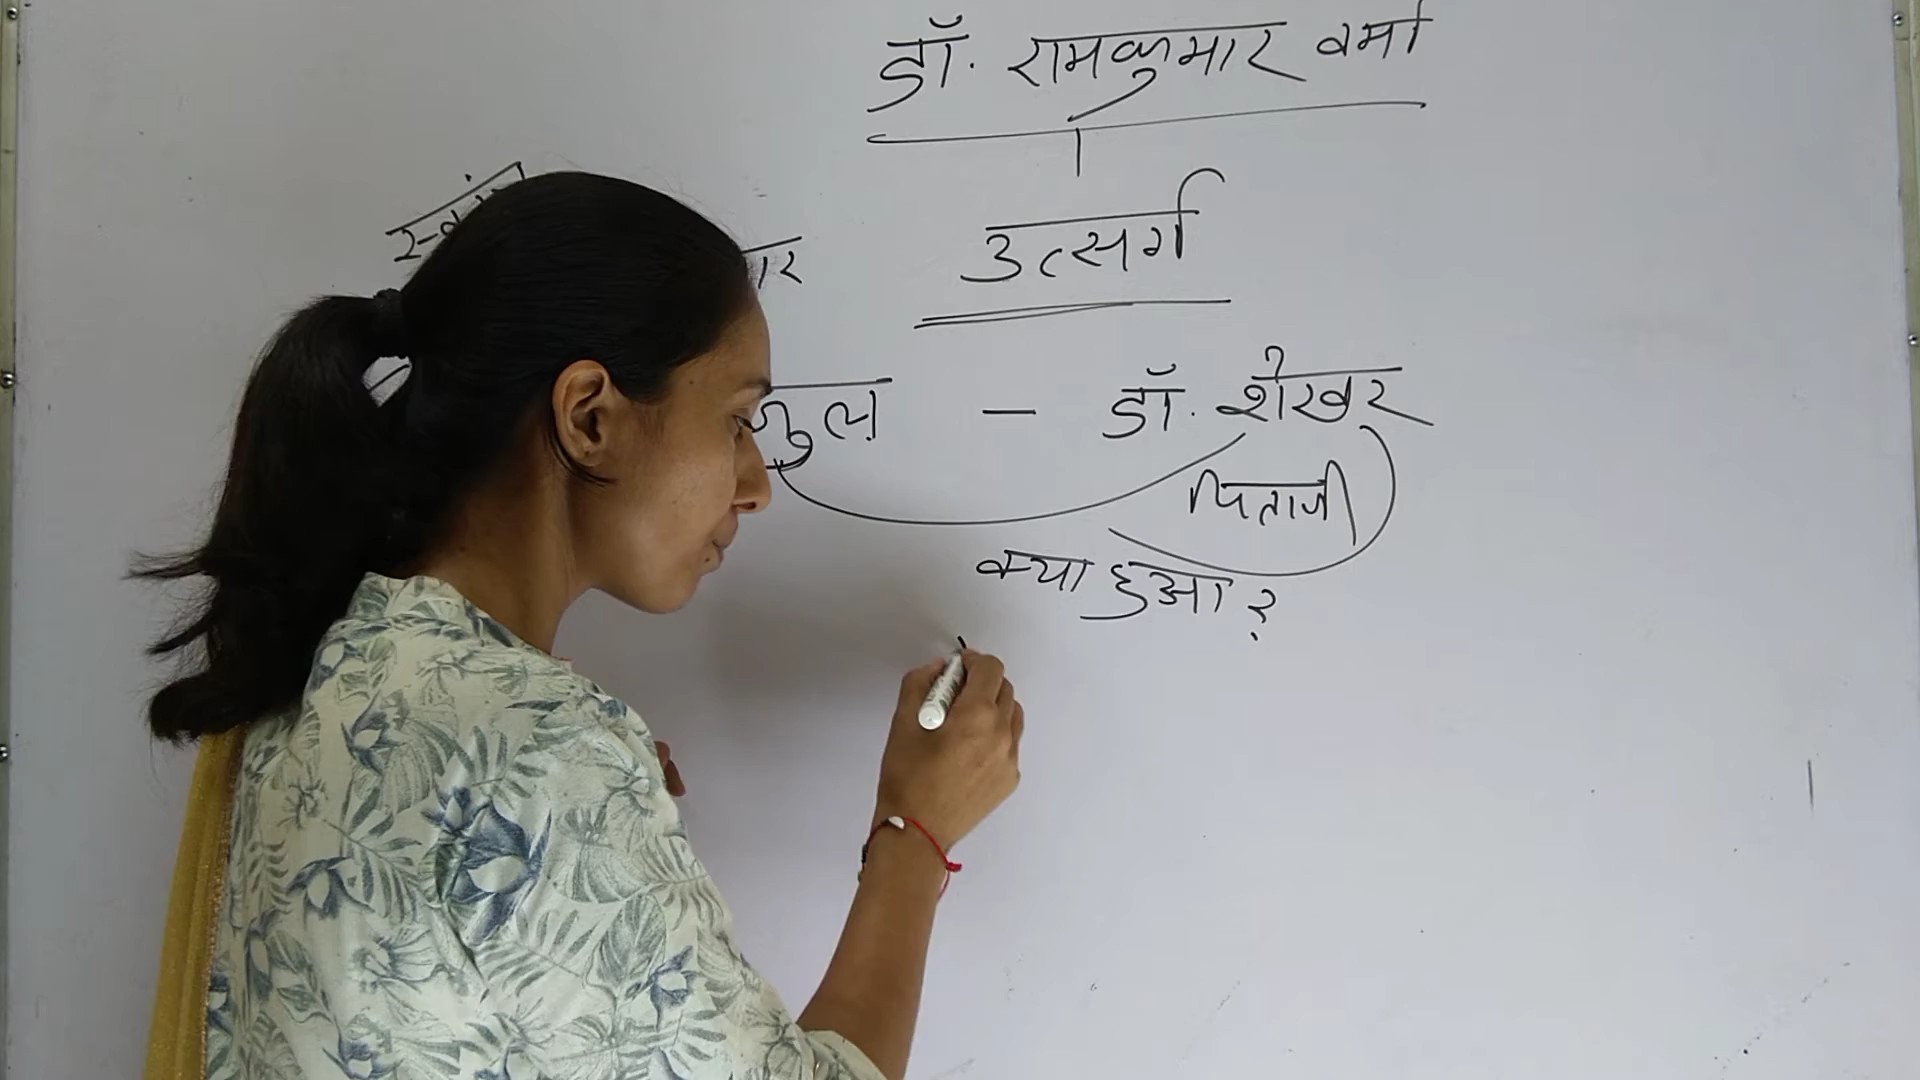 डॉ. रामकुमार वर्मा
उत्सर्ग
— डॉ. शेखर
पिताजी
क्या हुआ ?